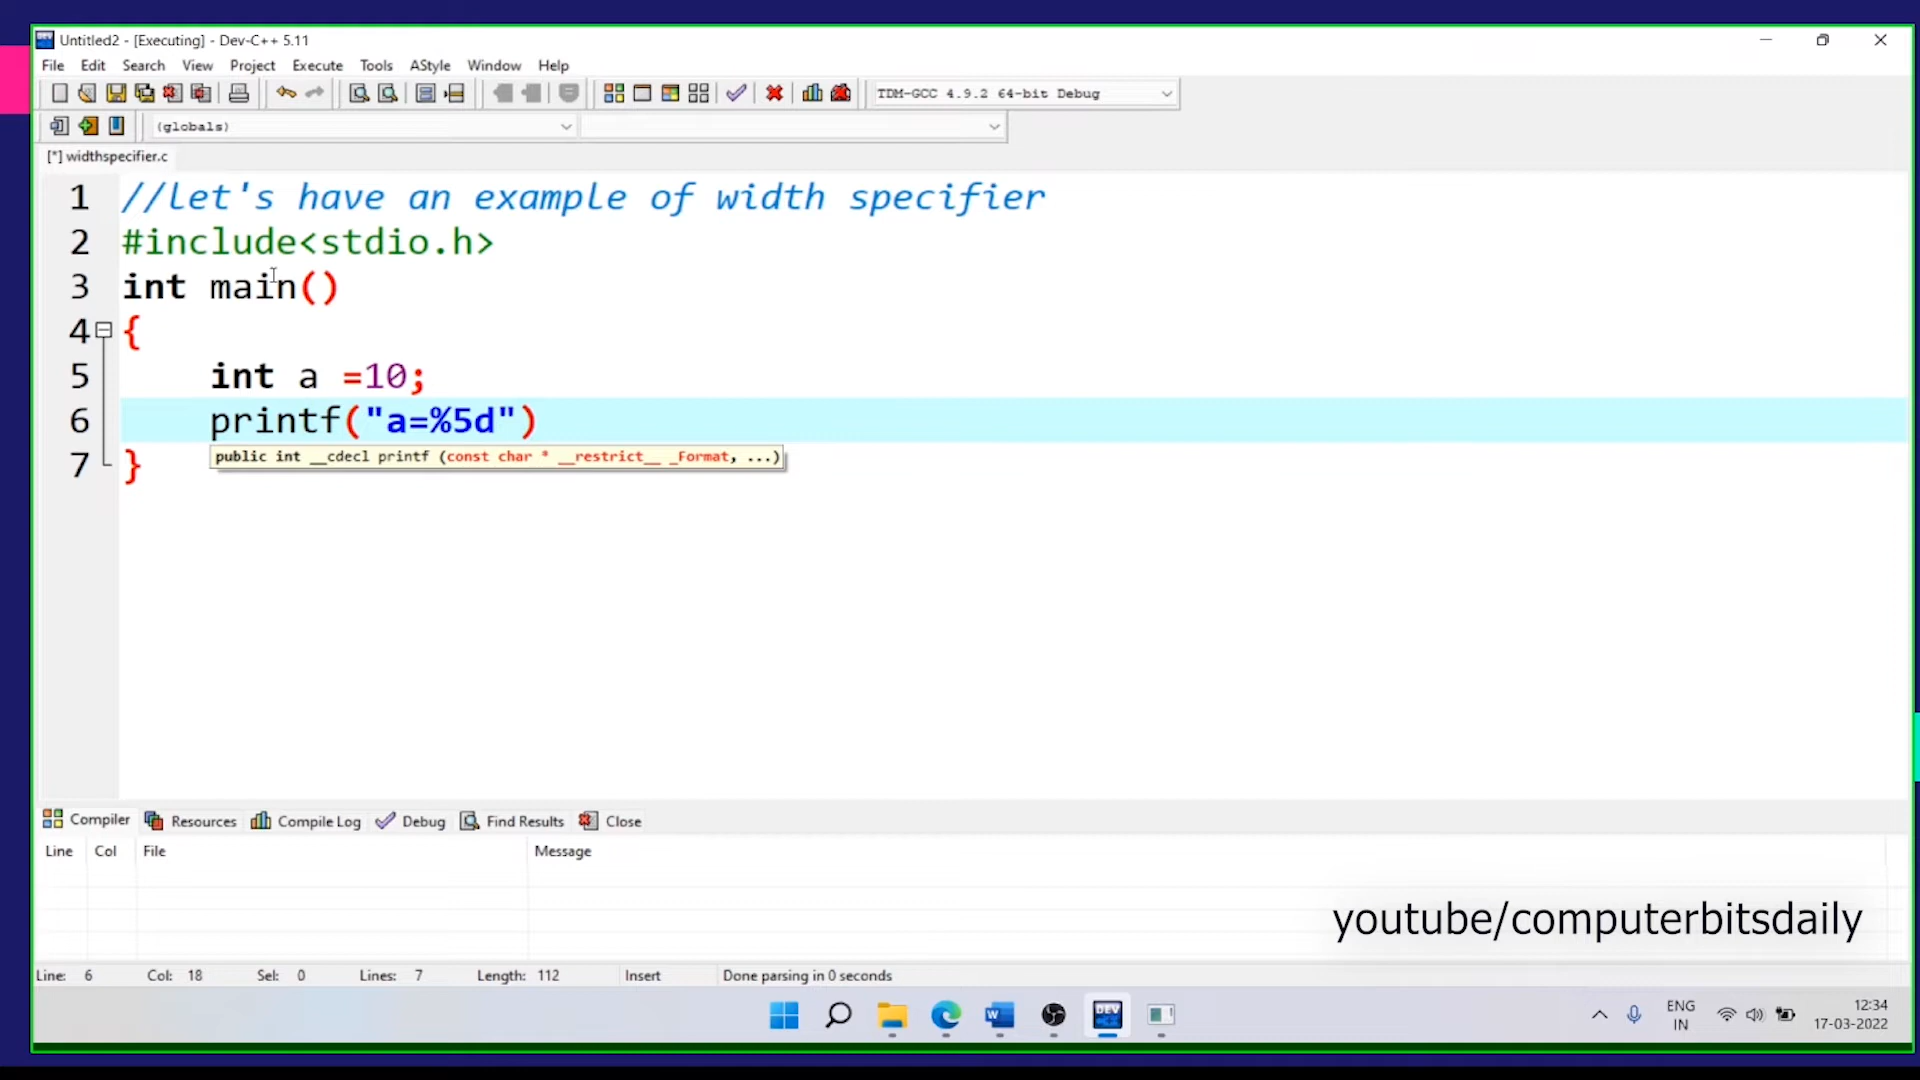 Untitled2 - [Executing] - Dev-C++ 5.11
File Edit Search View Project Execute Tools AStyle Window Help
TDM-GCC 4.9.2 64-bit Debug
(globals)
[*] widthspecifier.c
1 //let's have an example of width specifier
2 #include<stdio.h>
3 int main()
4 {
5 int a =10;
6 printf("a=%5d")
public int __cdecl printf (const char * __restrict__ _Format, ...)
7 }
Compiler Resources Compile Log Debug Find Results Close
Line Col File Message
youtube/computerbitsdaily
Line: 6 Col: 18 Sel: 0 Lines: 7 Length: 112 Insert Done parsing in 0 seconds
W DEV ENG 12:34
IN 17-03-2022